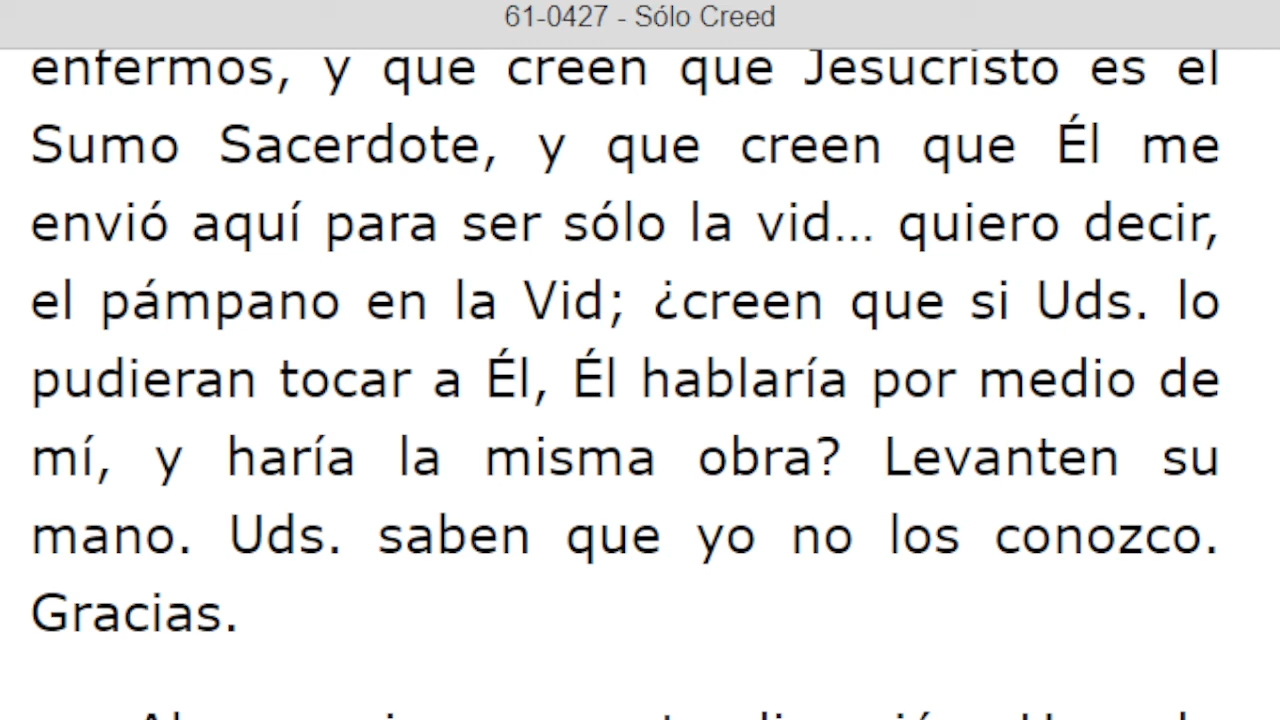 61-0427 - Sólo Creed
enfermos, y que creen que Jesucristo es el
Sumo Sacerdote, y que creen que Él me
envió aquí para ser sólo la vid... quiero decir,
el pámpano en la Vid; ¿creen que si Uds. lo
pudieran tocar a Él, Él hablaría por medio de
mí, y haría la misma obra? Levanten su
mano. Uds. saben que yo no los conozco.
Gracias.